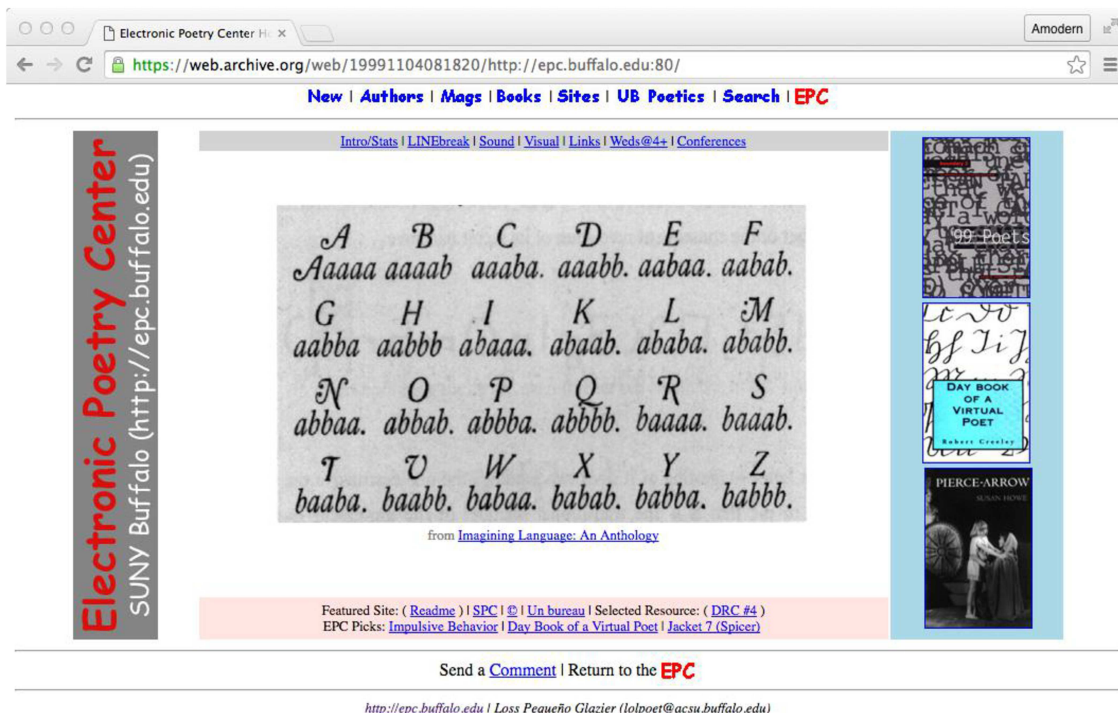 Electronic Poetry Center Ho
Amodern
https://web.archive.org/web/19991104081820/http://epc.buffalo.edu:80/
New | Authors | Mags | Books | Sites | UB Poetics | Search | EPC
Electronic Poetry Center
SUNY Buffalo (http://epc.buffalo.edu)
Intro/Stats | LINEbreak | Sound | Visual | Links | Weds@4+ | Conferences
A B C D E F
Aaaaa aaaab aaaba. aaabb. aabaa. aabab.
G H I K L M
aabba aabbb abaaa. abaab. ababa. ababb.
N O P Q R S
abbaa. abbab. abbba. abbbb. baaaa. baaab.
T V W X Y Z
baaba. baabb. babaa. babab. babba. babbb.
from Imagining Language: An Anthology
99 Poets
DAY BOOK
OF A
VIRTUAL
POET
Robert Creeley
PIERCE-ARROW
SUSAN HOWE
Featured Site: ( Readme ) | SPC | © | Un bureau | Selected Resource: ( DRC #4 )
EPC Picks: Impulsive Behavior | Day Book of a Virtual Poet | Jacket 7 (Spicer)
Send a Comment | Return to the EPC
http://epc.buffalo.edu | Loss Pequeño Glazier (lolpoet@acsu.buffalo.edu)